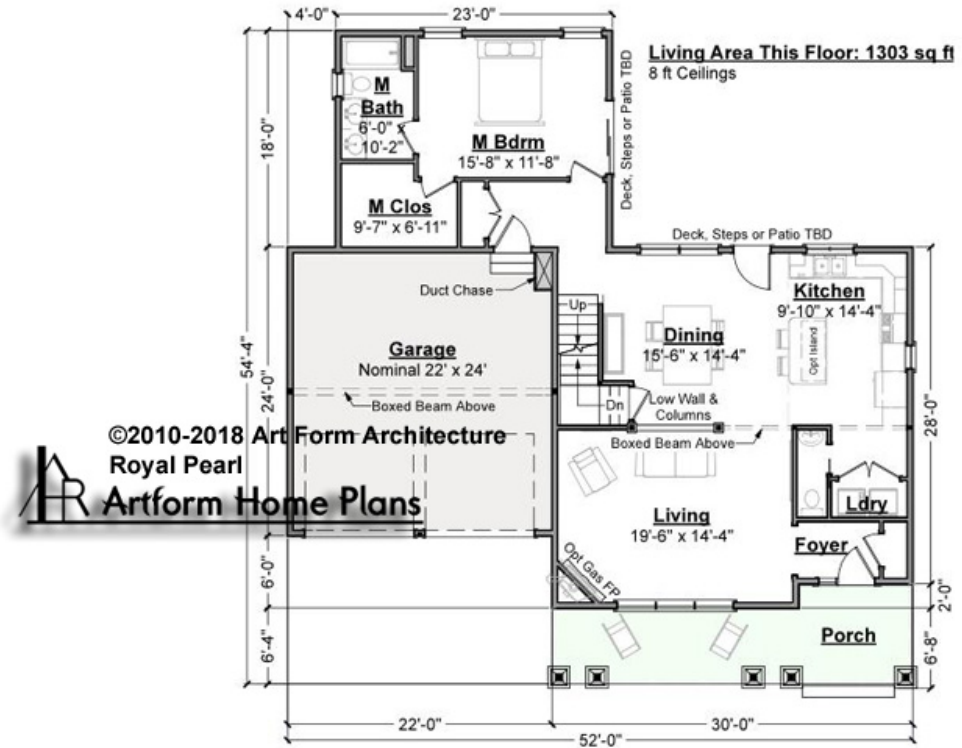 4'-0"
23'-0"
Living Area This Floor: 1303 sq ft
8 ft Ceilings
Deck, Steps or Patio TBD
18'-0"
M
Bath
6'-0" x
10'-2"
M Bdrm
15'-8" x 11'-8"
M Clos
9'-7" x 6'-11"
Deck, Steps or Patio TBD
Duct Chase
Up
Kitchen
9'-10" x 14'-4"
Dining
15'-6" x 14'-4"
Opt Island
Garage
Nominal 22' x 24'
54'-4"
24'-0"
28'-0"
Boxed Beam Above
Dn
Low Wall &
Columns
Boxed Beam Above
©2010-2018 Art Form Architecture
Royal Pearl
AR
Artform Home Plans
Living
19'-6" x 14'-4"
Ldry
Foyer
Opt Gas FP
6'-0"
2'-0"
6'-4"
Porch
6'-8"
22'-0"
30'-0"
52'-0"